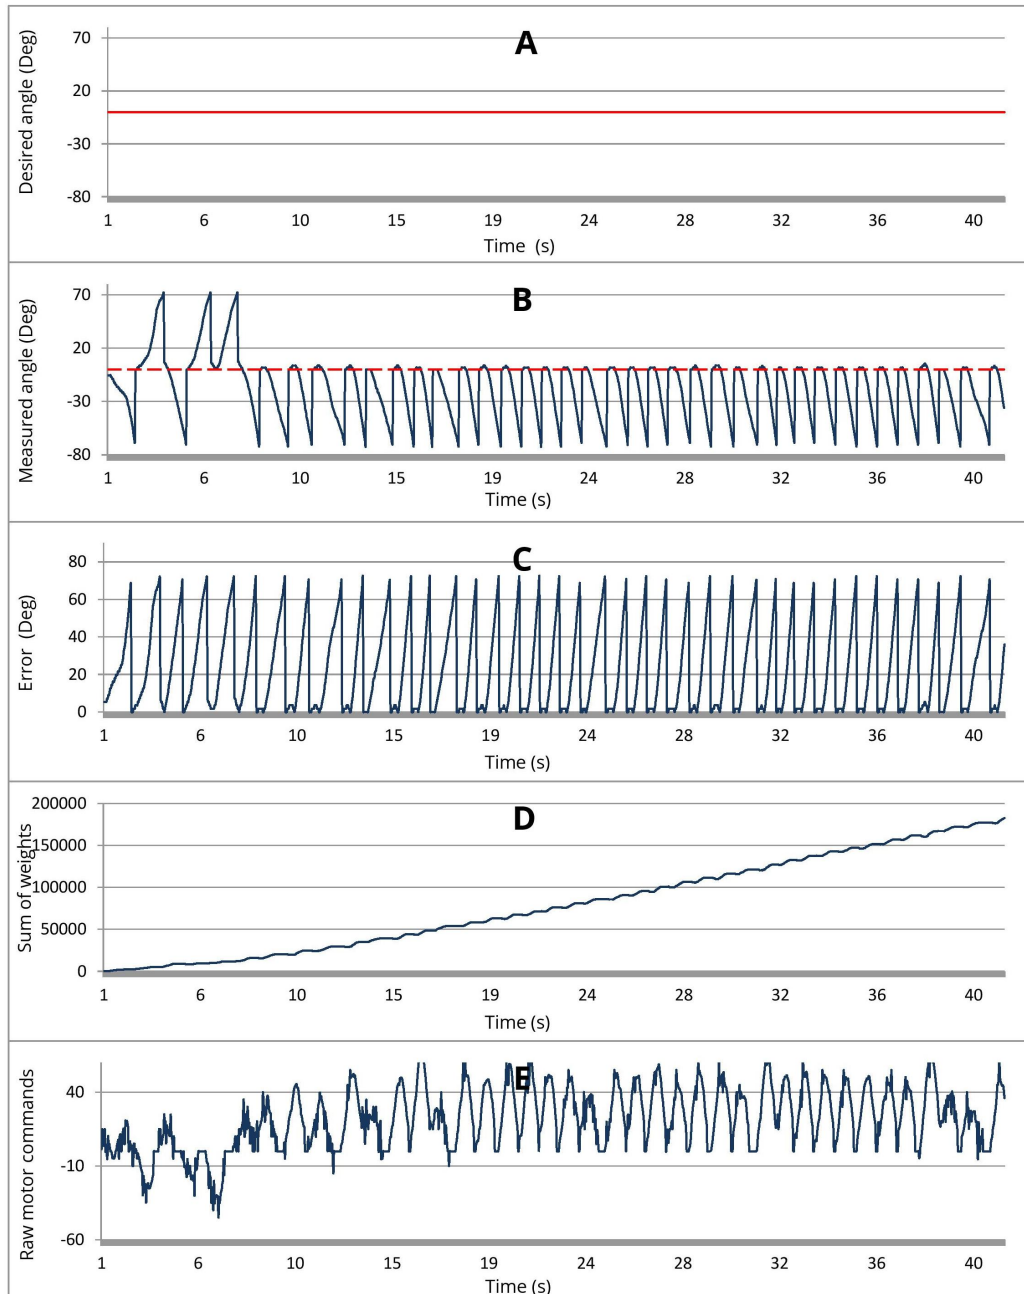 A
Desired angle (Deg)
70
20
-30
-80
1 6 10 15 19 24 28 32 36 40
Time (s)
B
Measured angle (Deg)
70
20
-30
-80
1 6 10 15 19 24 28 32 36 40
Time (s)
C
Error (Deg)
80
60
40
20
0
1 6 10 15 19 24 28 32 36 40
Time (s)
D
Sum of weights
200000
150000
100000
50000
0
1 6 10 15 19 24 28 32 36 40
Time (s)
E
Raw motor commands
40
-10
-60
1 6 10 15 19 24 28 32 36 40
Time (s)